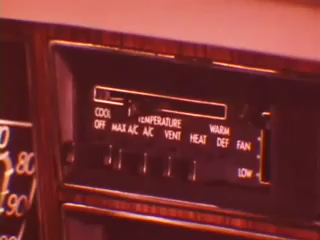 COOL TEMPERATURE WARM
OFF MAX A/C A/C VENT HEAT DEF FAN
LOW
80
90